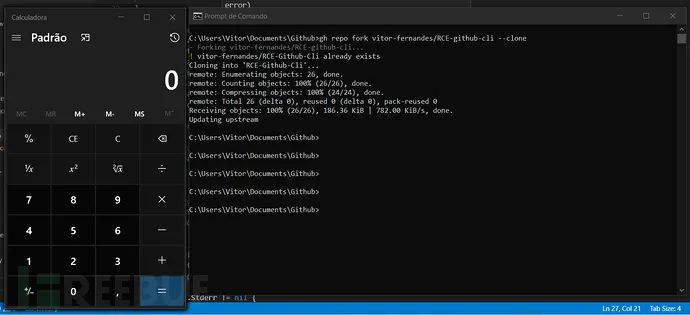 error)
Calculadora
Padrão
0
MC MR M+ M- MS M˅
% CE C
⅟x x² ²√x ÷
7 8 9 ×
4 5 6 −
1 2 3 +
+/- 0 , =
Prompt de Comando
C:\Users\Vitor\Documents\Github>gh repo fork vitor-fernandes/RCE-github-cli --clone
- Forking vitor-fernandes/RCE-github-cli...
! vitor-fernandes/RCE-Github-Cli already exists
Cloning into 'RCE-Github-Cli'...
remote: Enumerating objects: 26, done.
remote: Counting objects: 100% (26/26), done.
remote: Compressing objects: 100% (24/24), done.
remote: Total 26 (delta 0), reused 0 (delta 0), pack-reused 0
Receiving objects: 100% (26/26), 186.36 KiB | 782.00 KiB/s, done.
Updating upstream
C:\Users\Vitor\Documents\Github>
C:\Users\Vitor\Documents\Github>
C:\Users\Vitor\Documents\Github>
C:\Users\Vitor\Documents\Github>
C:\Users\Vitor\Documents\Github>
.Stderr != nil {
Ln 27, Col 21 Tab Size: 4
REEBUF